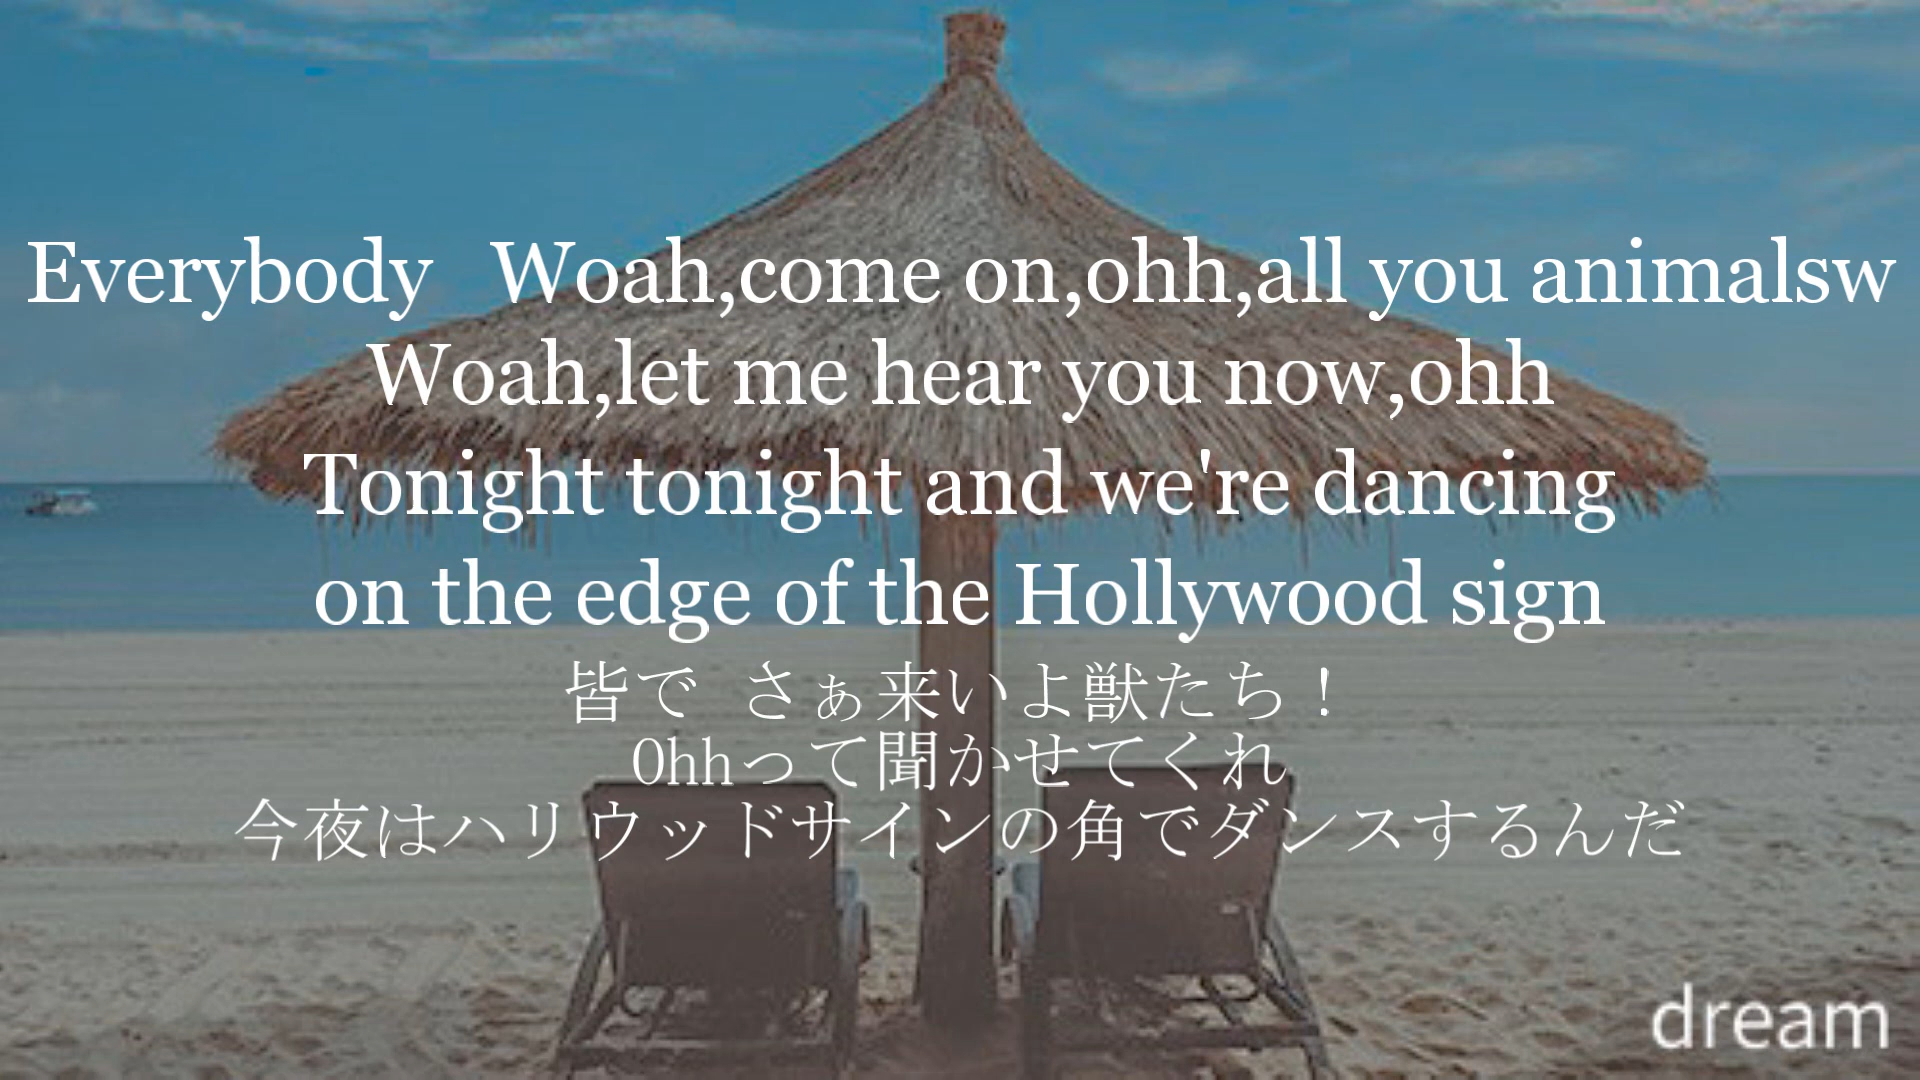 Everybody   Woah,come on,ohh,all you animalsw
Woah,let me hear you now,ohh
Tonight tonight and we're dancing
on the edge of the Hollywood sign
皆で さぁ来いよ獣たち！
Ohhって聞かせてくれ
今夜はハリウッドサインの角でダンスするんだ
dream